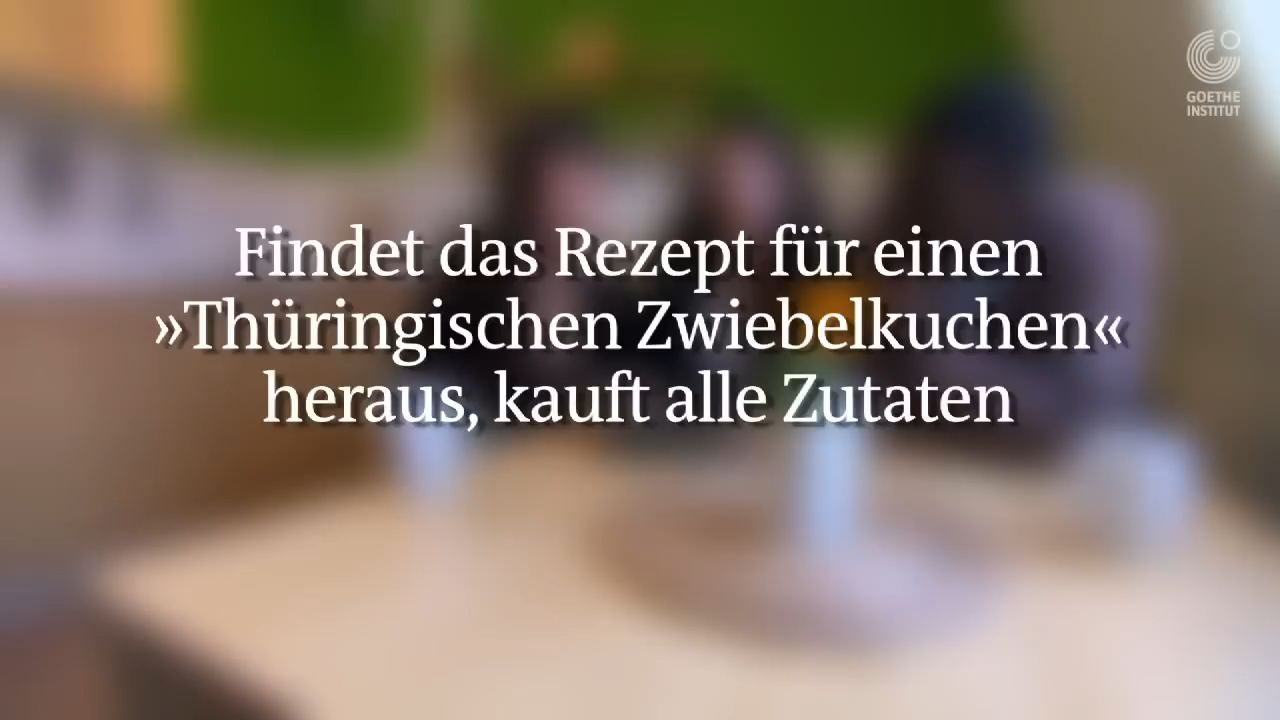 GOETHE
INSTITUT
Findet das Rezept für einen
»Thüringischen Zwiebelkuchen«
heraus, kauft alle Zutaten